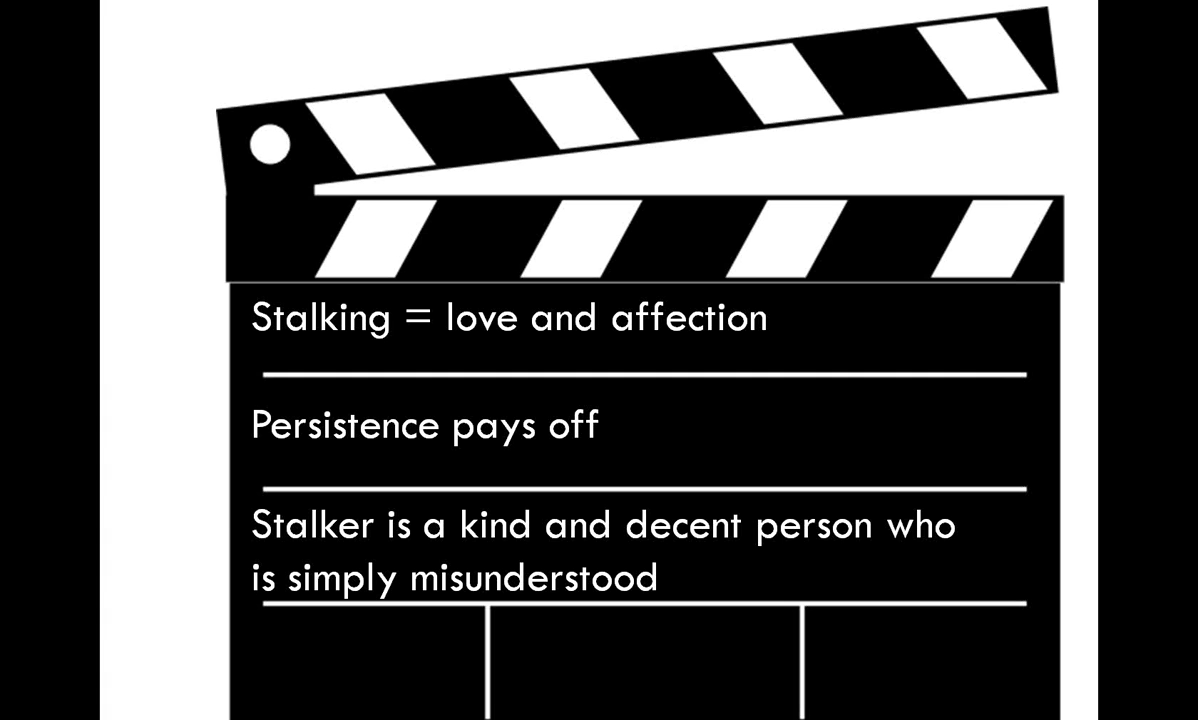 Stalking = love and affection
Persistence pays off
Stalker is a kind and decent person who
is simply misunderstood